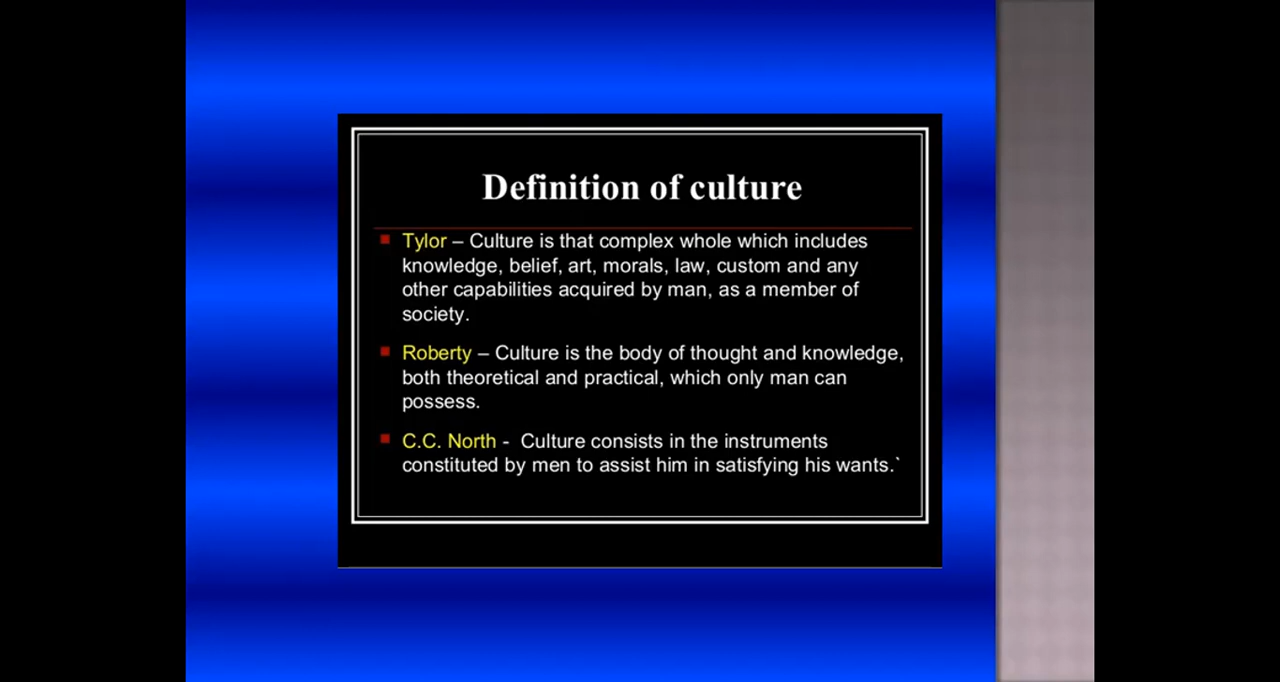 Definition of culture
Tylor – Culture is that complex whole which includes
knowledge, belief, art, morals, law, custom and any
other capabilities acquired by man, as a member of
society.
Roberty – Culture is the body of thought and knowledge,
both theoretical and practical, which only man can
possess.
C.C. North - Culture consists in the instruments
constituted by men to assist him in satisfying his wants.`